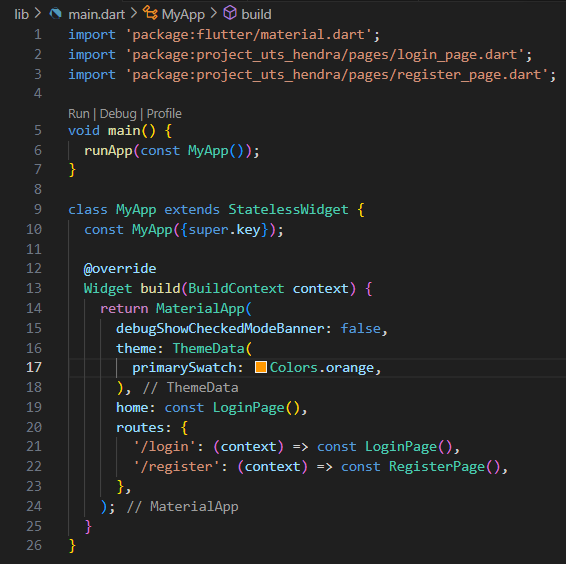 lib > main.dart > MyApp > build
1 import 'package:flutter/material.dart';
2 import 'package:project_uts_hendra/pages/login_page.dart';
3 import 'package:project_uts_hendra/pages/register_page.dart';
4
Run | Debug | Profile
5 void main() {
6   runApp(const MyApp());
7 }
8
9 class MyApp extends StatelessWidget {
10   const MyApp({super.key});
11
12   @override
13   Widget build(BuildContext context) {
14     return MaterialApp(
15       debugShowCheckedModeBanner: false,
16       theme: ThemeData(
17         primarySwatch: Colors.orange,
18       ), // ThemeData
19       home: const LoginPage(),
20       routes: {
21         '/login': (context) => const LoginPage(),
22         '/register': (context) => const RegisterPage(),
23       },
24     ); // MaterialApp
25   }
26 }